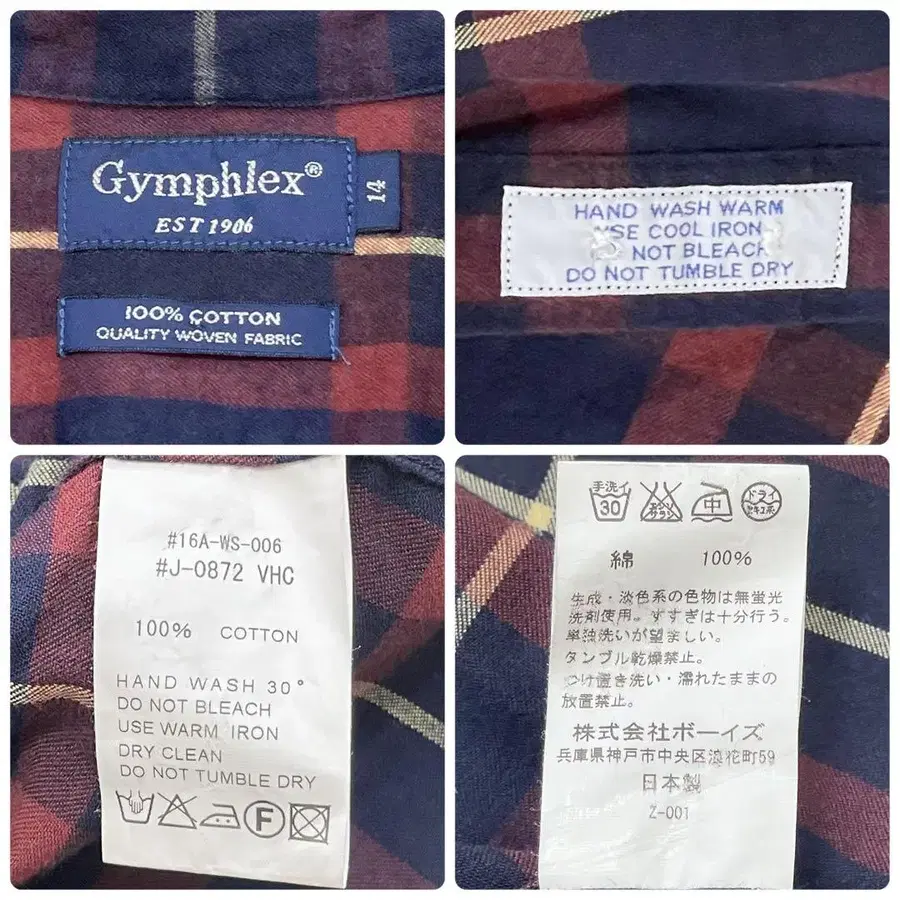 Gymphlex®
EST 1906
14
100% COTTON
QUALITY WOVEN FABRIC
HAND WASH WARM
USE COOL IRON
NOT BLEACH
DO NOT TUMBLE DRY
#16A-WS-006
#J-0872 VHC
100% COTTON
HAND WASH 30°
DO NOT BLEACH
USE WARM IRON
DRY CLEAN
DO NOT TUMBLE DRY
F
手洗イ 30 中 ドライ
綿 100%
生成・淡色系の色物は無蛍光
洗剤使用。すすぎは十分行う。
単独洗いが望ましい。
タンブル乾燥禁止。
つけ置き洗い・濡れたままの
放置禁止。
株式会社ボーイズ
兵庫県神戸市中央区浪花町59
日本製
Z-001